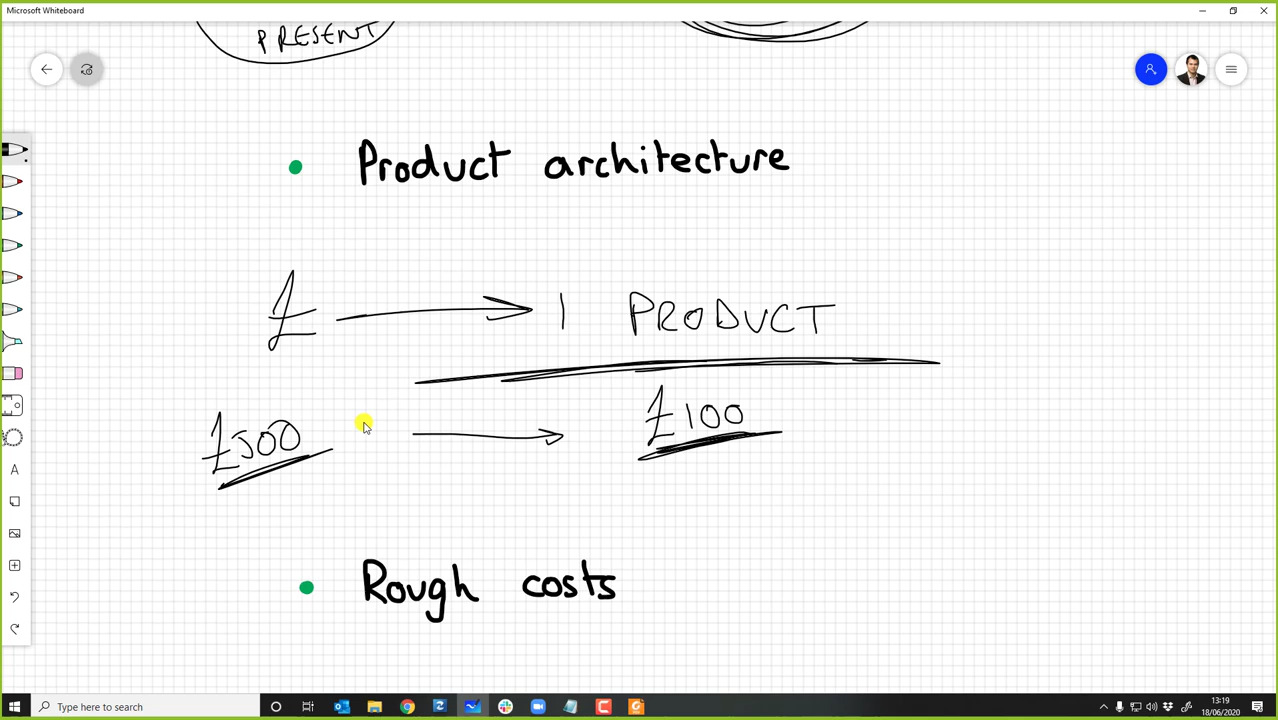 Microsoft Whiteboard
PRESENT
• Product architecture
£ → 1 PRODUCT
£500 → £100
• Rough costs
A
Type here to search
13:19
18/06/2020